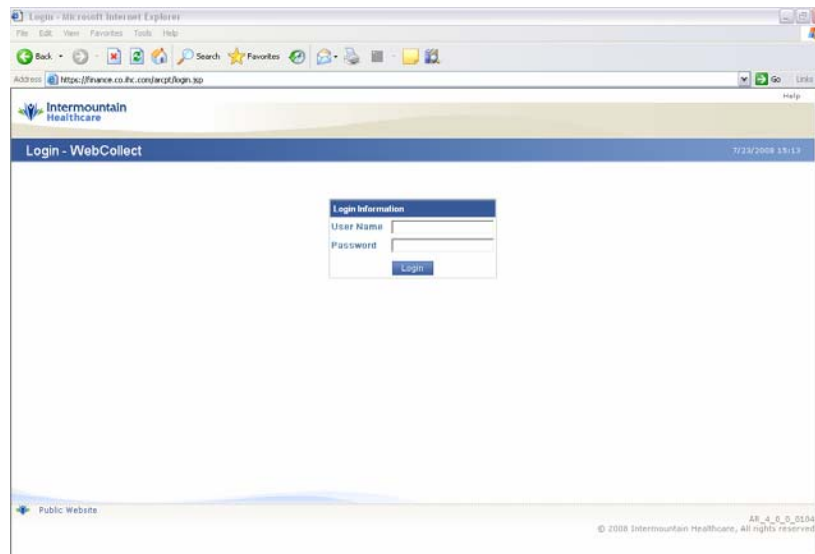 Login - Microsoft Internet Explorer
File Edit View Favorites Tools Help
Back Search Favorites
Address https://finance.co.ihc.com/arcpt/login.jsp Go Links
Help
Intermountain
Healthcare
Login - WebCollect 7/23/2008 15:13
Login Information
User Name
Password
Login
Public Website
AR_4_0_0_0104
© 2008 Intermountain Healthcare, All rights reserved